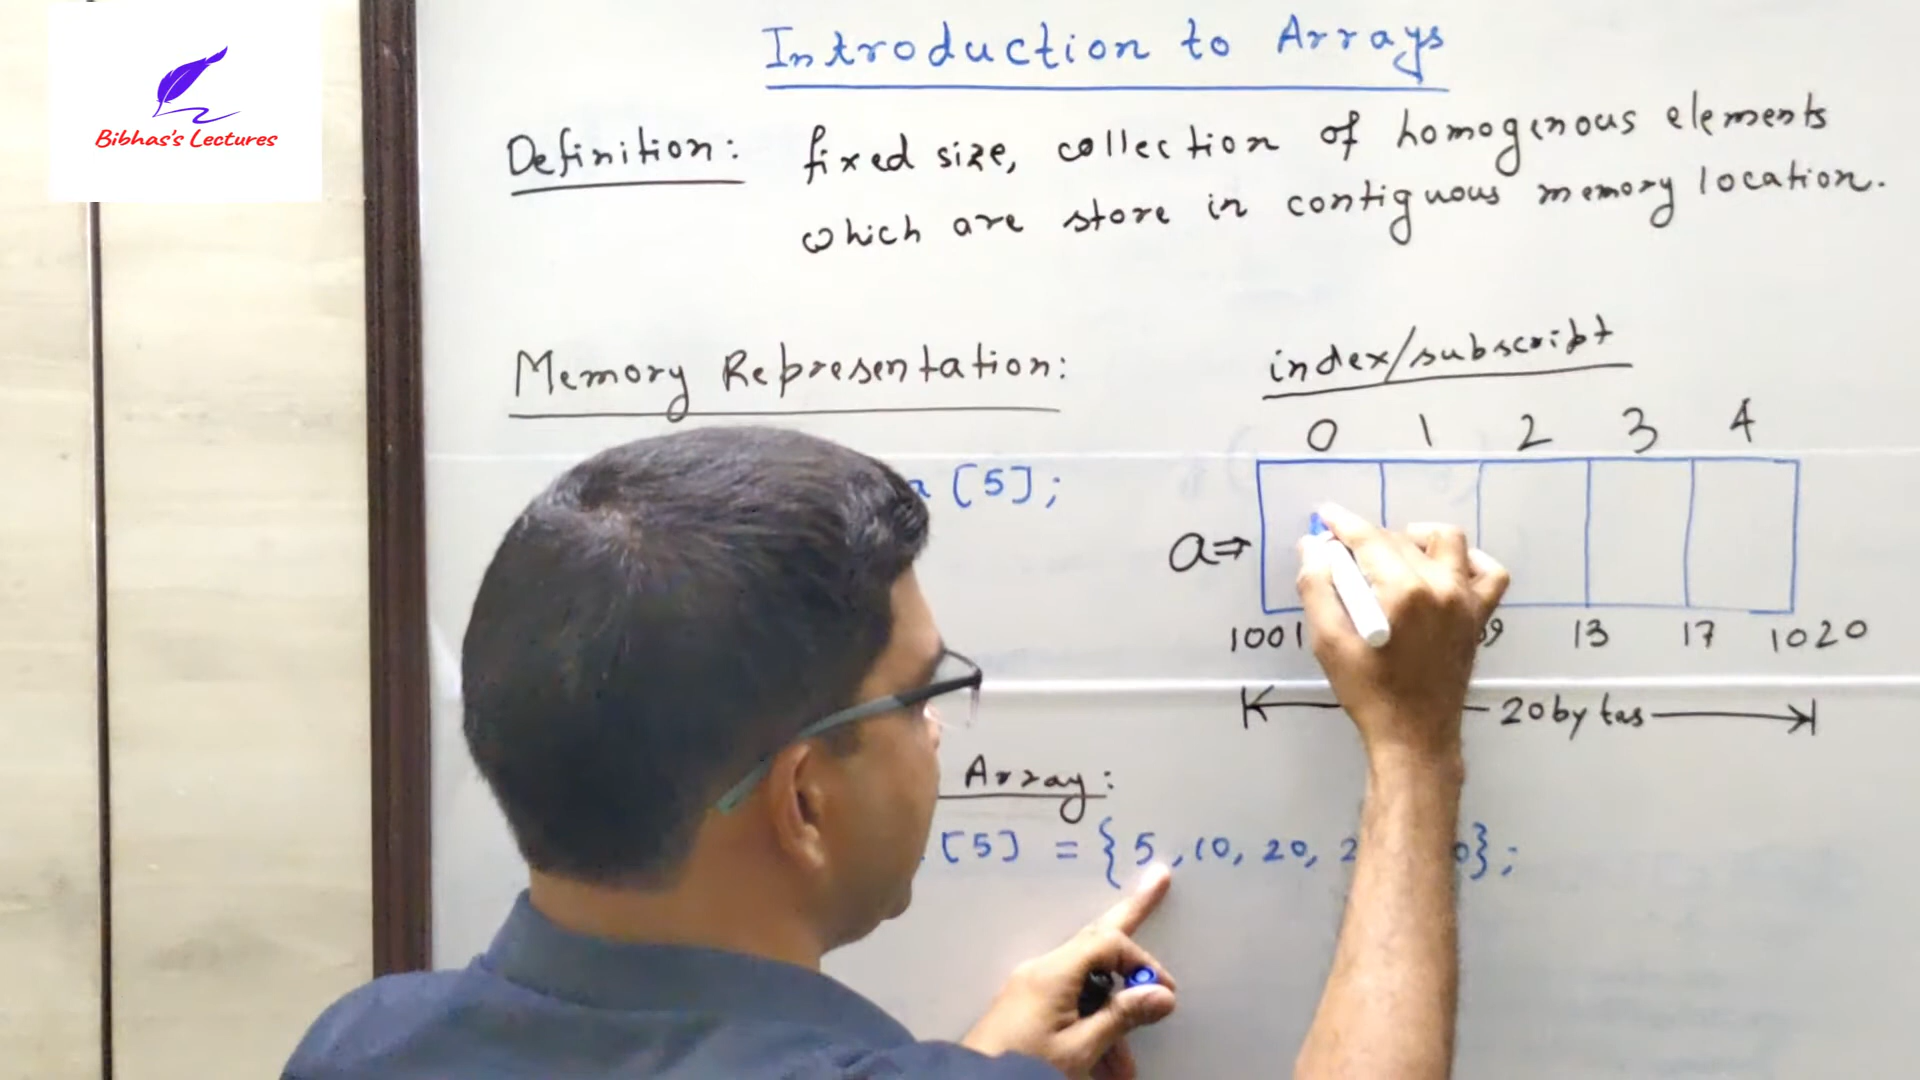 Bibhas's Lectures
Introduction to Arrays
Definition: fixed size, collection of homogenous elements
which are store in contiguous memory location.
Memory Representation:
index/subscript
0 1 2 3 4
a [5];
a⇒
1001 13 17 1020
20 bytes
Array:
[5] = {5, 10, 20,
};